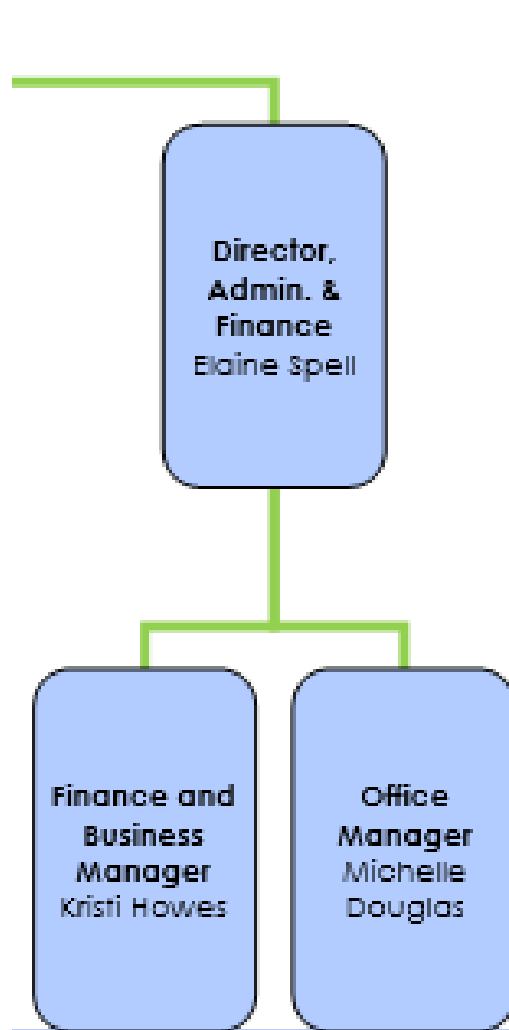 Director,
Admin. &
Finance
Elaine Spell
Finance and
Business
Manager
Kristi Howes
Office
Manager
Michelle
Douglas